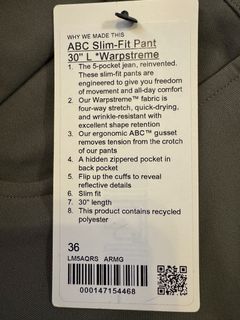 WHY WE MADE THIS
ABC Slim-Fit Pant
30" L *Warpstreme
1. The 5-pocket jean, reinvented.
These slim-fit pants are
engineered to give you freedom
of movement and all-day comfort
2. Our Warpstreme™ fabric is
four-way stretch, quick-drying,
and wrinkle-resistant with
excellent shape retention
3. Our ergonomic ABC™ gusset
removes tension from the crotch
of our pants
4. A hidden zippered pocket in
back pocket
5. Flip up the cuffs to reveal
reflective details
6. Slim fit
7. 30" length
8. This product contains recycled
polyester
36
LM5AQRS ARMG
000147154468